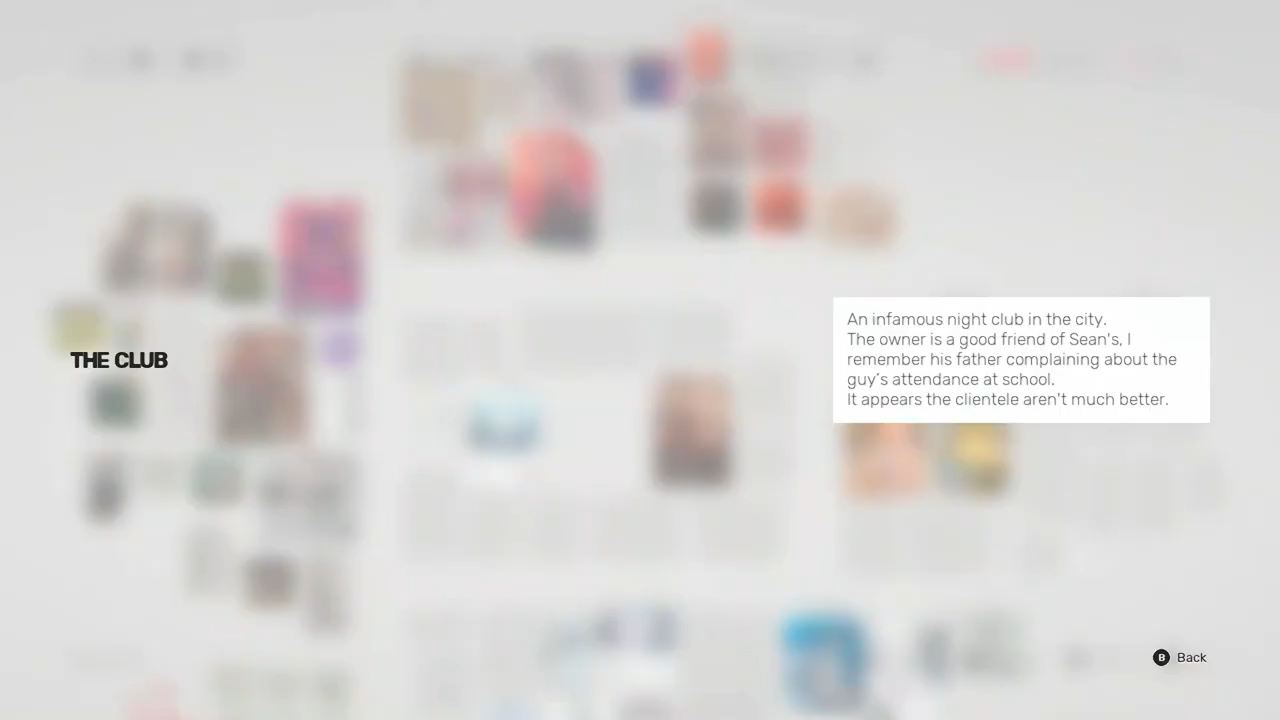 THE CLUB
An infamous night club in the city.
The owner is a good friend of Sean's, I
remember his father complaining about the
guy's attendance at school.
It appears the clientele aren't much better.
B Back